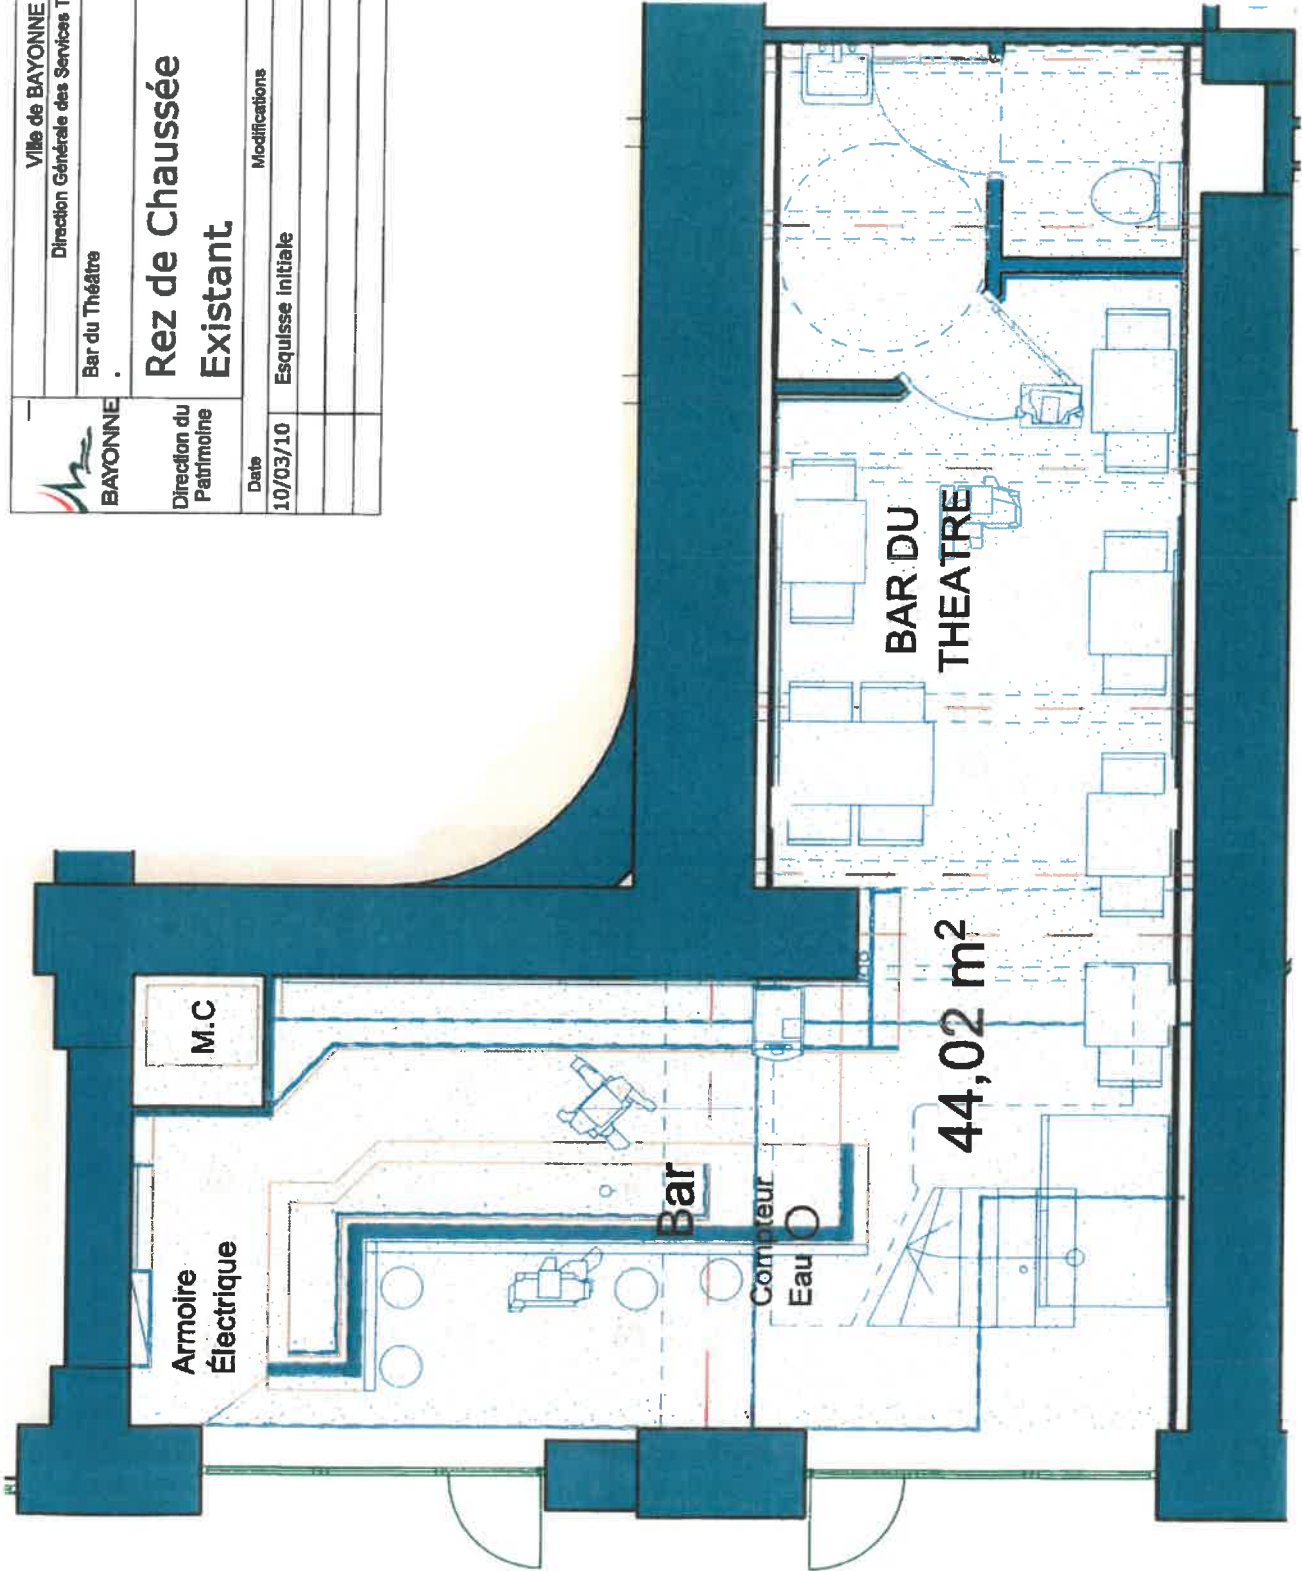 Ville de BAYONNE
Direction Générale des Services
BAYONNE
Bar du Théâtre
.
Direction du
Patrimoine
Rez de Chaussée
Existant
Date
Modifications
10/03/10
Esquisse initiale
M.C
Armoire
Électrique
Bar
Compteur
Eau
44,02 m²
BAR DU
THEATRE